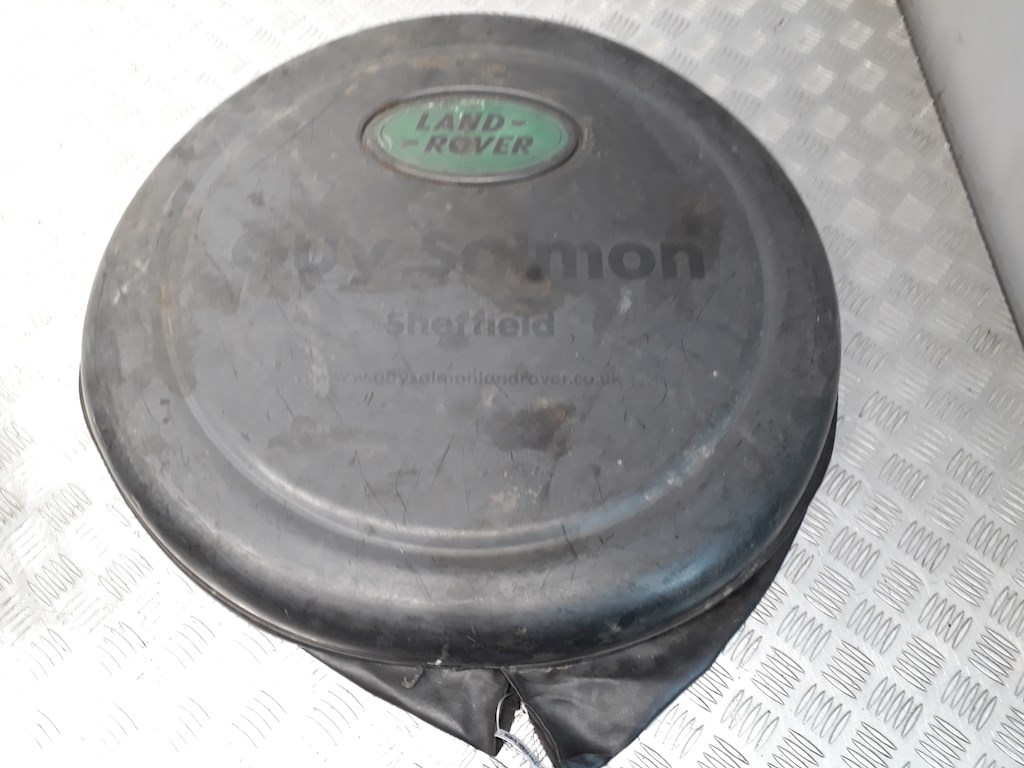 LAND-
-ROVER
Guy Salmon
Sheffield
www.guysalmonlandrover.co.uk